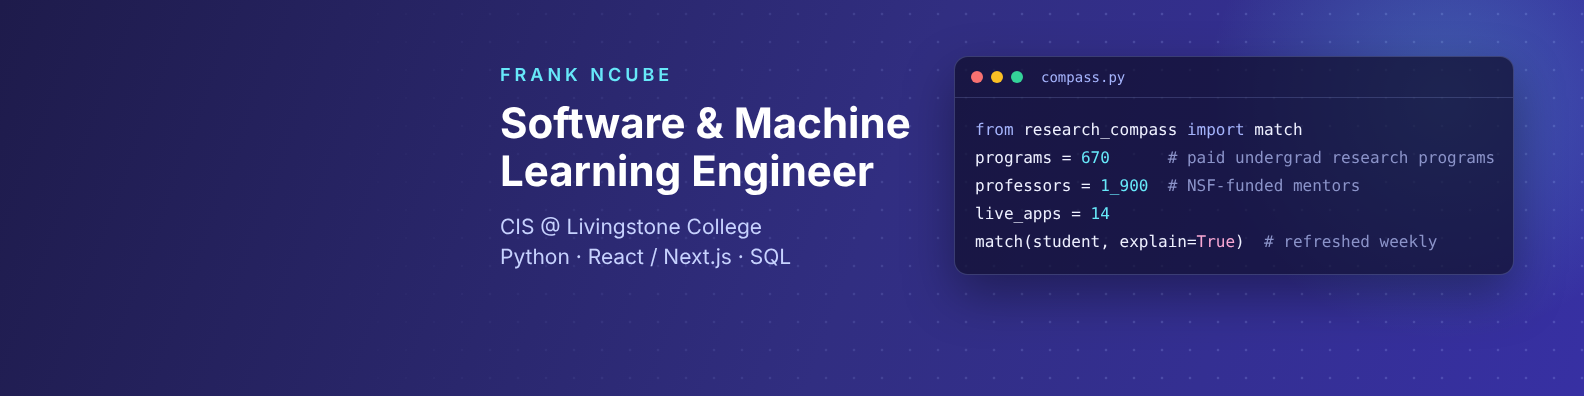 FRANK NCUBE
Software & Machine
Learning Engineer
CIS @ Livingstone College
Python · React / Next.js · SQL
compass.py
from research_compass import match
programs = 670      # paid undergrad research programs
professors = 1_900  # NSF-funded mentors
live_apps = 14
match(student, explain=True)  # refreshed weekly